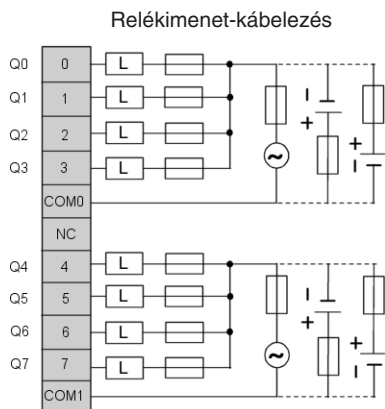 Relékimenet-kábelezés
Q0 0 L
Q1 1 L
Q2 2 L
Q3 3 L
COM0
NC
Q4 4 L
Q5 5 L
Q6 6 L
Q7 7 L
COM1
~ I + + I
~ I + + I